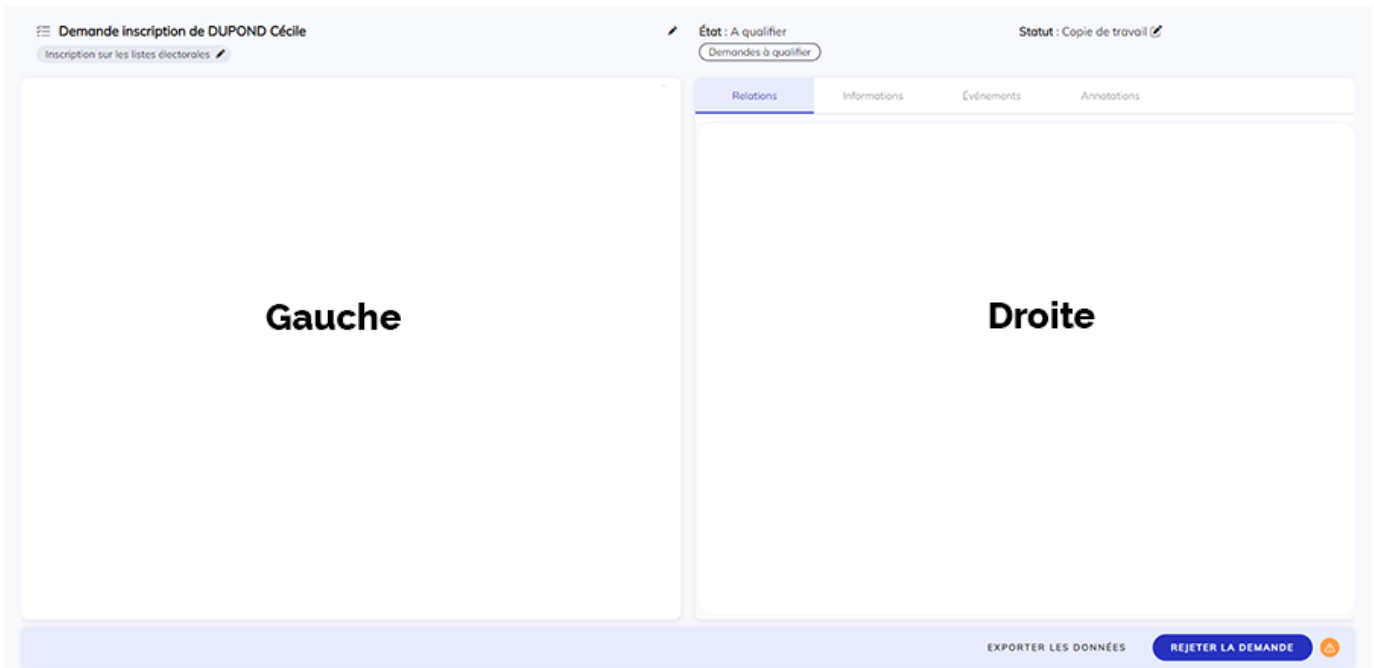 Demande inscription de DUPOND Cécile
Inscription sur les listes électorales
État : A qualifier
Demandes à qualifier
Statut : Copie de travail
Relations Informations Événements Annotations
Gauche
Droite
EXPORTER LES DONNÉES REJETER LA DEMANDE